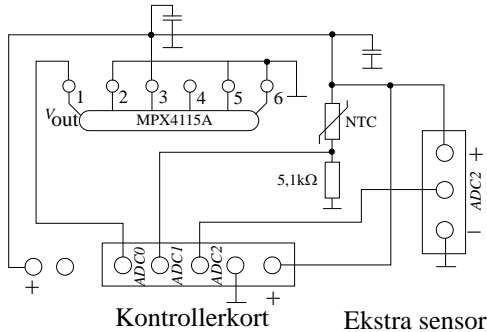 1 2 3 4 5 6
Vout
MPX4115A
NTC
5,1kΩ
+
ADC2
−
ADC0
ADC1
ADC2
+
+
Kontrollerkort
Ekstra sensor